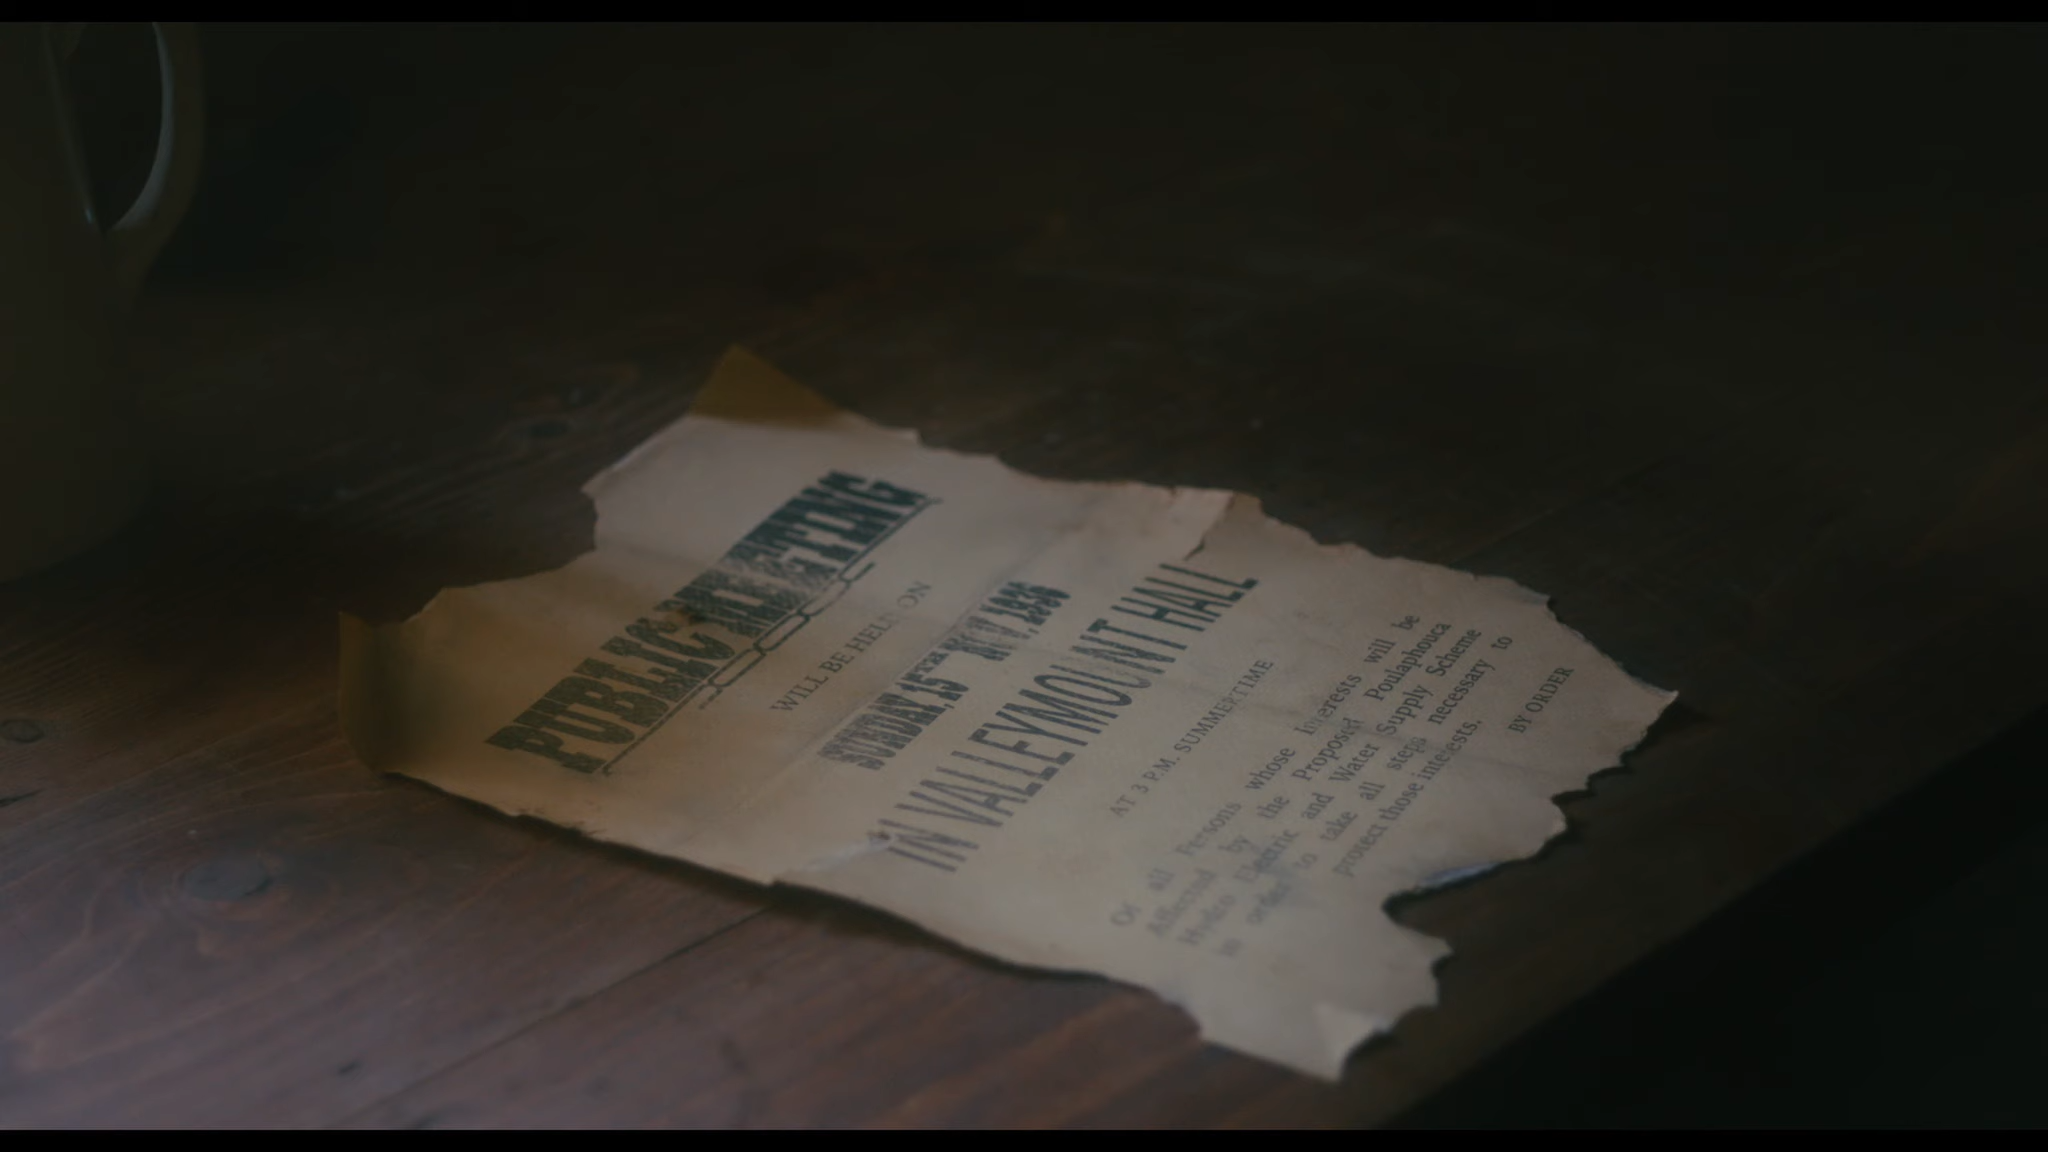 PUBLIC MEETING
WILL BE HELD ON
SUNDAY, 15TH NOV, 1936
IN VALLEYMOUNT HALL
AT 3 P.M. SUMMERTIME
Of all Persons whose Interests will be
Affected by the Proposed Poulaphouca
Hydro Electric and Water Supply Scheme
in order to take all steps necessary to
protect those interests.
BY ORDER